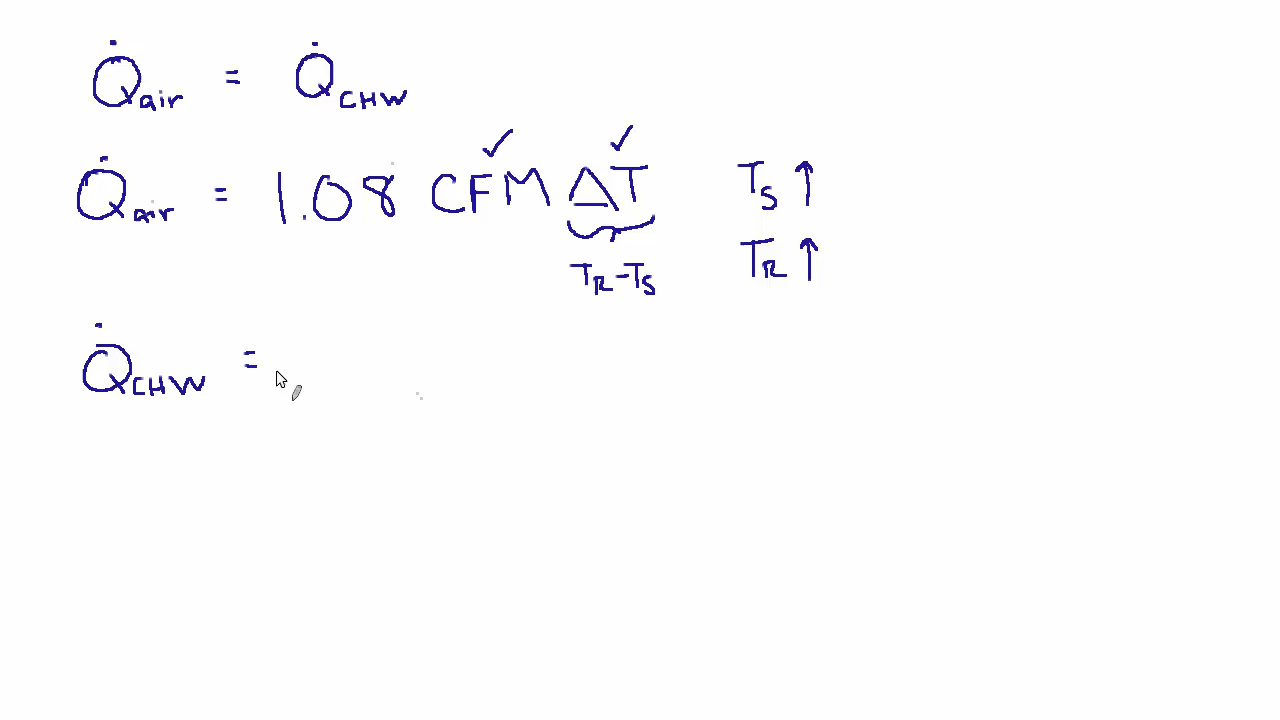 Q̇air = Q̇CHW
✓ ✓
Q̇air = 1.08 CFM ΔT
TR-TS
TS ↑
TR ↑
Q̇CHW =